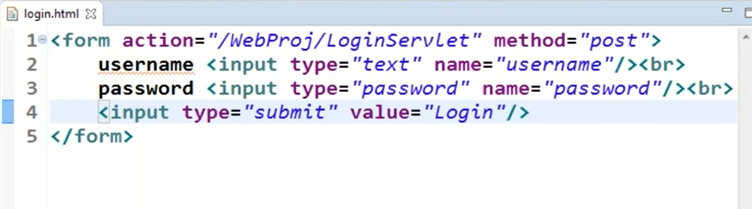 login.html
1 <form action="/WebProj/LoginServlet" method="post">
2 username <input type="text" name="username"/><br>
3 password <input type="password" name="password"/><br>
4 <input type="submit" value="Login"/>
5 </form>